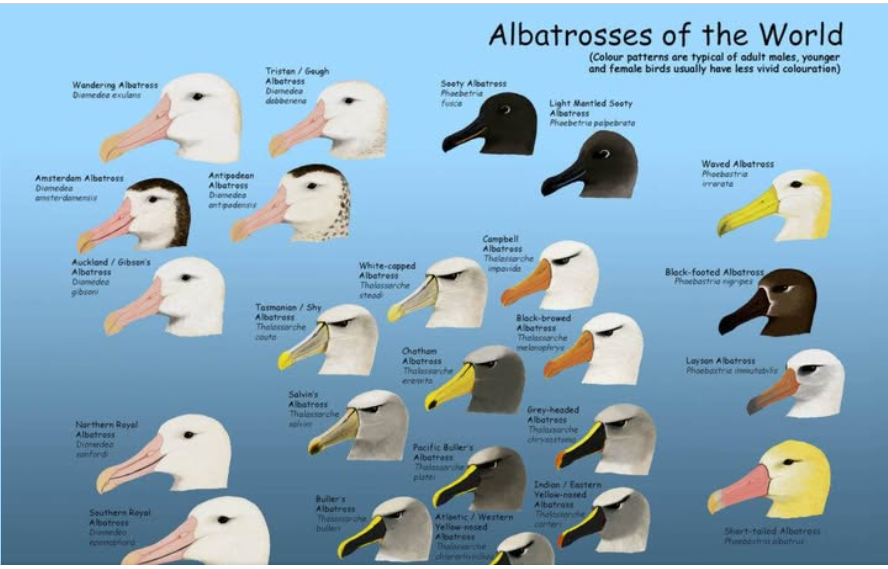 Albatrosses of the World
(Colour patterns are typical of adult males, younger
and female birds usually have less vivid colouration)
Wandering Albatross
Diomedea exulans
Tristan / Gough
Albatross
Diomedea
dabbenena
Sooty Albatross
Phoebetria
fusca
Light Mantled Sooty
Albatross
Phoebetria palpebrata
Waved Albatross
Phoebastria
irrorata
Amsterdam Albatross
Diomedea
amsterdamensis
Antipodean
Albatross
Diomedea
antipodensis
Auckland / Gibson's
Albatross
Diomedea
gibsoni
White-capped
Albatross
Thalassarche
steadi
Campbell
Albatross
Thalassarche
impavida
Black-footed Albatross
Phoebastria nigripes
Tasmanian / Shy
Albatross
Thalassarche
cauta
Black-browed
Albatross
Thalassarche
melanophrys
Chatham
Albatross
Thalassarche
eremita
Laysan Albatross
Phoebastria immutabilis
Salvin's
Albatross
Thalassarche
salvini
Grey-headed
Albatross
Thalassarche
chrysostoma
Northern Royal
Albatross
Diomedea
sanfordi
Pacific Buller's
Albatross
Thalassarche
platei
Indian / Eastern
Yellow-nosed
Albatross
Thalassarche
carteri
Southern Royal
Albatross
Diomedea
epomophora
Buller's
Albatross
Thalassarche
bulleri
Atlantic / Western
Yellow-nosed
Albatross
Thalassarche
Short-tailed Albatross
Phoebastria albatrus